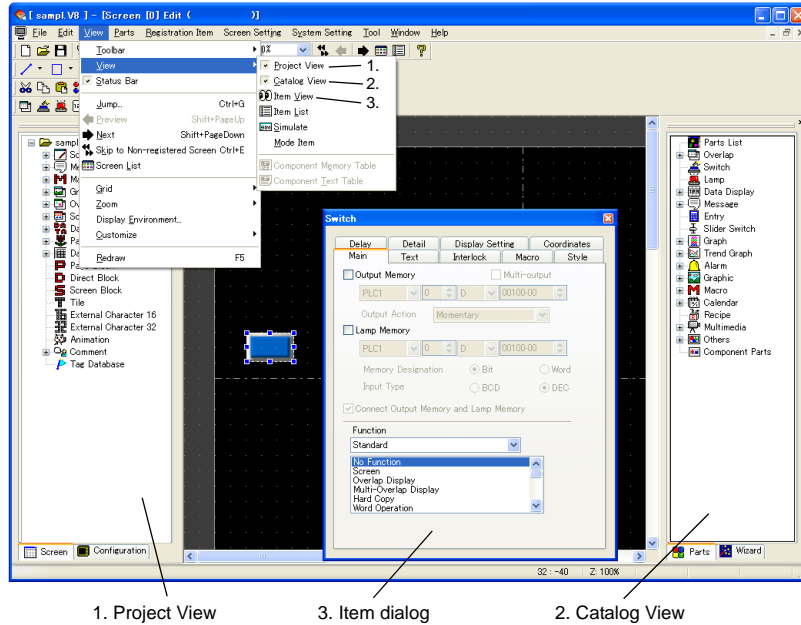 [ sampl.V8 ] - [Screen [0] Edit ( )]
File Edit View Parts Registration Item Screen Setting System Setting Tool Window Help
Toolbar
View
Status Bar
Jump.. Ctrl+G
Preview Shift+PageUp
Next Shift+PageDown
Skip to Non-registered Screen Ctrl+E
Screen List
Grid
Zoom
Display Environment..
Customize
Redraw F5
Project View
Catalog View
Item View
Item List
Simulate
Mode Item
Component Memory Table
Component Text Table
1.
2.
3.
sampl
Direct Block
Screen Block
Tile
External Character 16
External Character 32
Animation
Comment
Tag Database
Screen Configuration
Switch
Delay Detail Display Setting Coordinates
Main Text Interlock Macro Style
Output Memory Multi-output
PLC1 0 D 00100-00
Output Action Momentary
Lamp Memory
PLC1 0 D 00100-00
Memory Designation Bit Word
Input Type BCD DEC
Connect Output Memory and Lamp Memory
Function
Standard
No Function
Screen
Overlap Display
Multi-Overlap Display
Hard Copy
Word Operation
Parts List
Overlap
Switch
Lamp
Data Display
Message
Entry
Slider Switch
Graph
Trend Graph
Alarm
Graphic
Macro
Calendar
Recipe
Multimedia
Others
Component Parts
Parts Wizard
32 : -40 Z: 100%
1. Project View
3. Item dialog
2. Catalog View